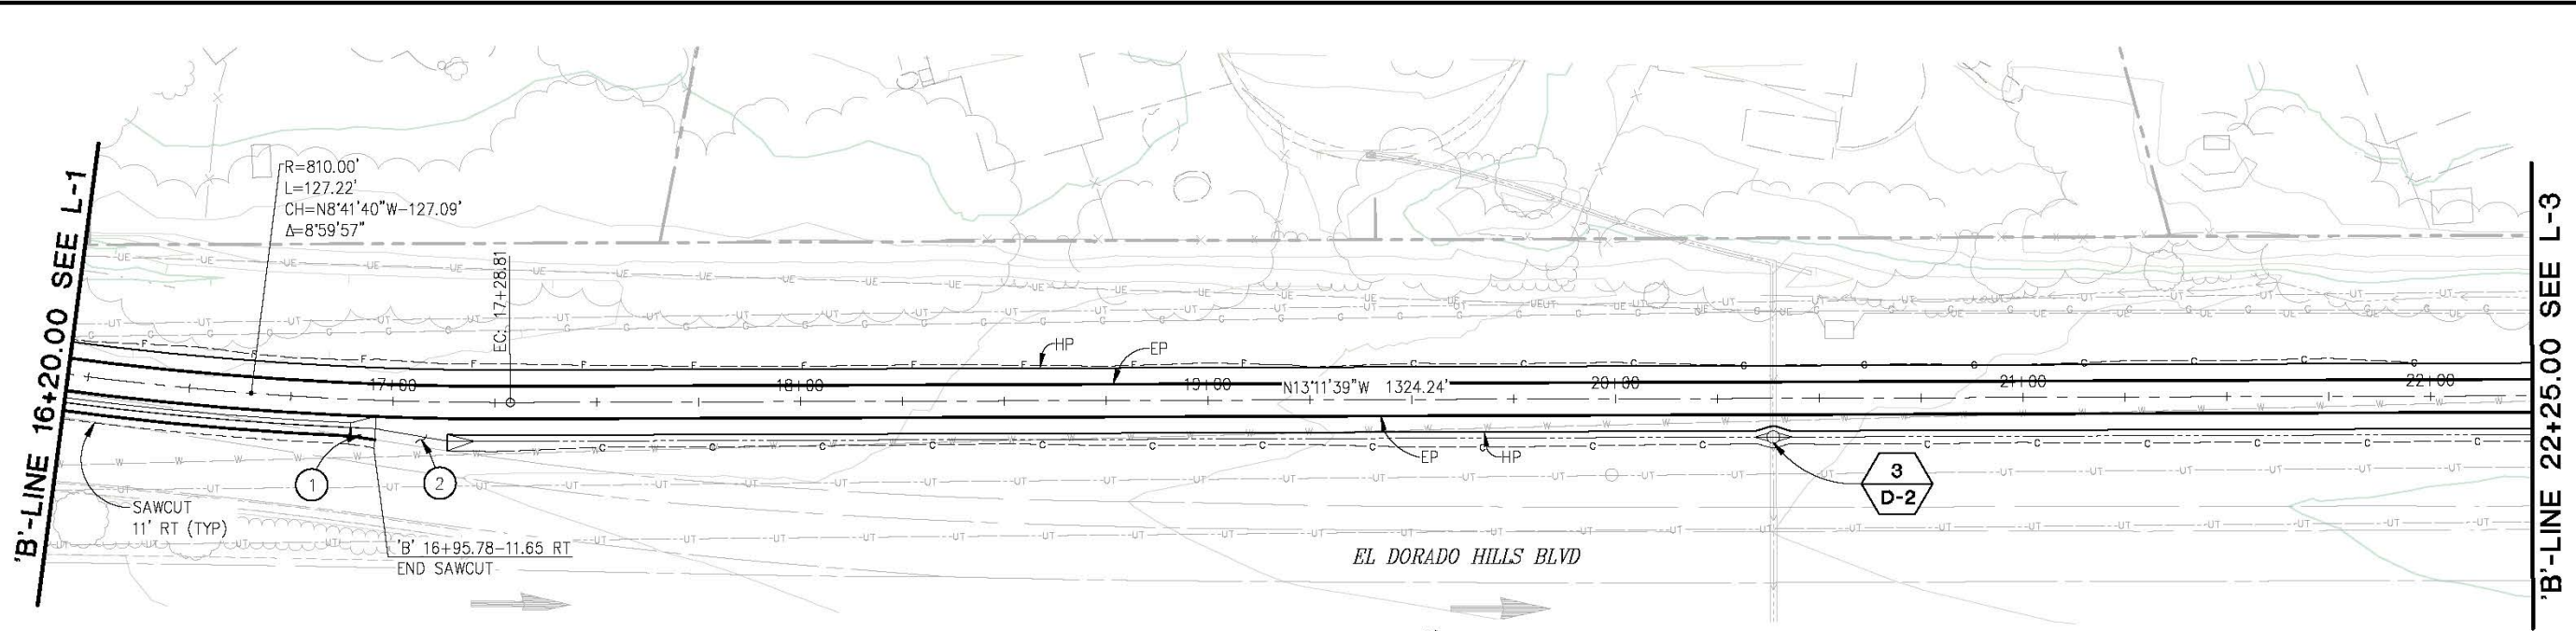 'B'-LINE 16+20.00 SEE L-1
R=810.00'
L=127.22'
CH=N8°41'40"W-127.09'
Δ=8°59'57"
EC: 17+28.81
HP
EP
17+00
18+00
19+00
N13°11'39"W 1324.24'
20+00
21+00
22+00
EP
HP
1
2
3
D-2
SAWCUT
11' RT (TYP)
'B' 16+95.78-11.65 RT
END SAWCUT
EL DORADO HILLS BLVD
'B'-LINE 22+25.00 SEE L-3